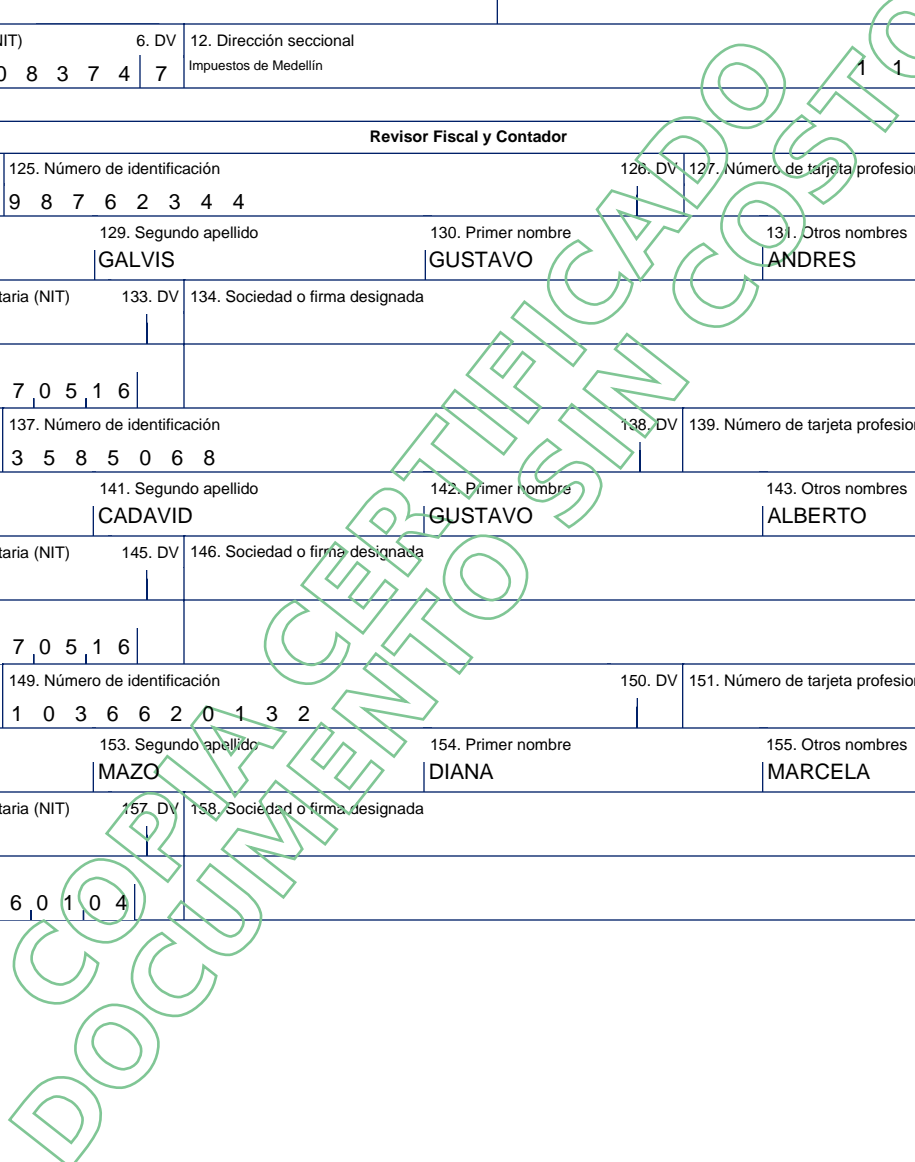 NIT) 6. DV 12. Dirección seccional
0 8 3 7 4 7 Impuestos de Medellín 1 1
Revisor Fiscal y Contador
125. Número de identificación 126. DV 127. Número de tarjeta profesion
9 8 7 6 2 3 4 4
129. Segundo apellido 130. Primer nombre 131. Otros nombres
GALVIS GUSTAVO ANDRES
taria (NIT) 133. DV 134. Sociedad o firma designada
7 0 5 1 6
137. Número de identificación 138. DV 139. Número de tarjeta profesion
3 5 8 5 0 6 8
141. Segundo apellido 142. Primer nombre 143. Otros nombres
CADAVID GUSTAVO ALBERTO
taria (NIT) 145. DV 146. Sociedad o firma designada
7 0 5 1 6
149. Número de identificación 150. DV 151. Número de tarjeta profesion
1 0 3 6 6 2 0 1 3 2
153. Segundo apellido 154. Primer nombre 155. Otros nombres
MAZO DIANA MARCELA
taria (NIT) 157. DV 158. Sociedad o firma designada
6 0 1 0 4
COPIA CERTIFICADO
DOCUMENTO SIN COSTO